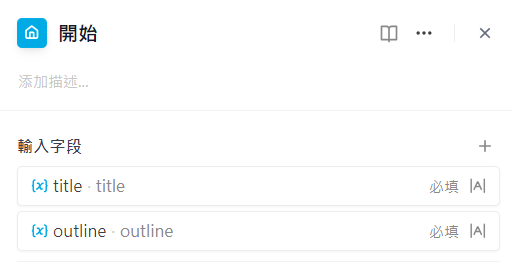 開始
添加描述...
輸入字段
{x} title · title 必填 |A|
{x} outline · outline 必填 |A|